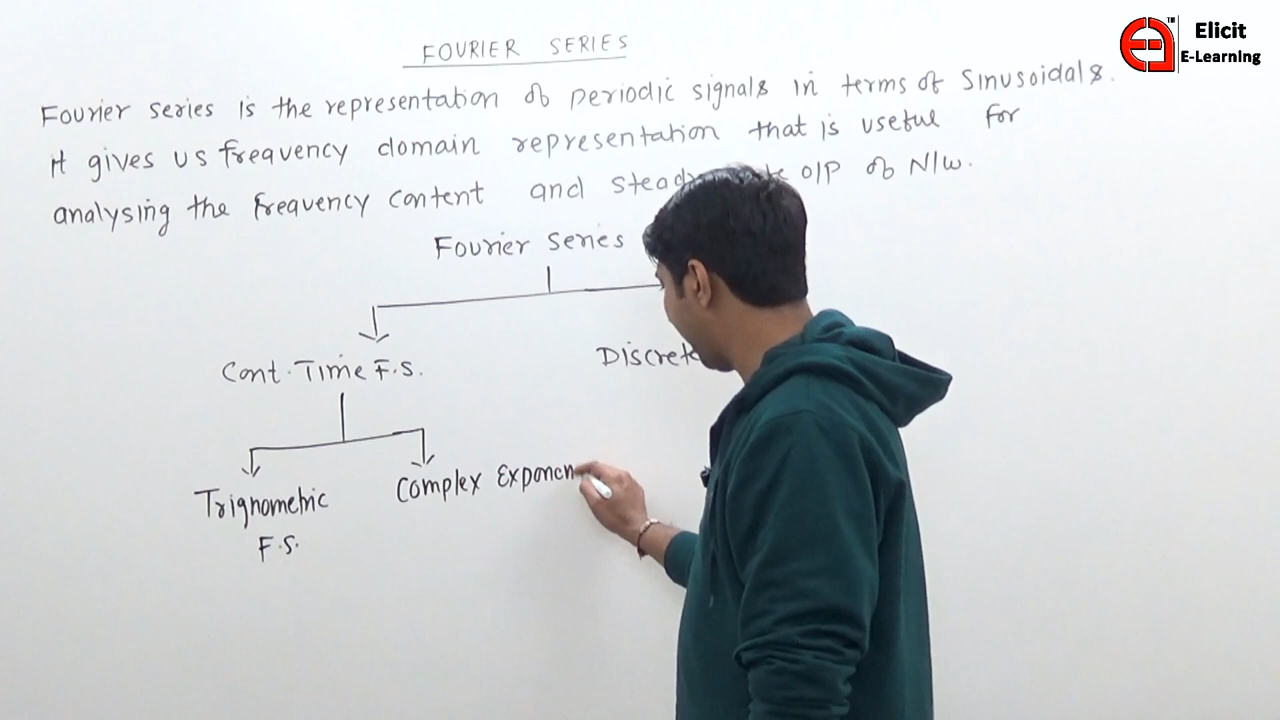 FOURIER SERIES
Fourier series is the representation of periodic signals in terms of Sinusoidals.
It gives us frequency domain representation that is useful for
analysing the frequency content and O/P of N/W.
Fourier Series
Cont. Time F.S.
Discrete
Trignometric
F.S.
Complex Exponen
TM
Elicit
E-Learning